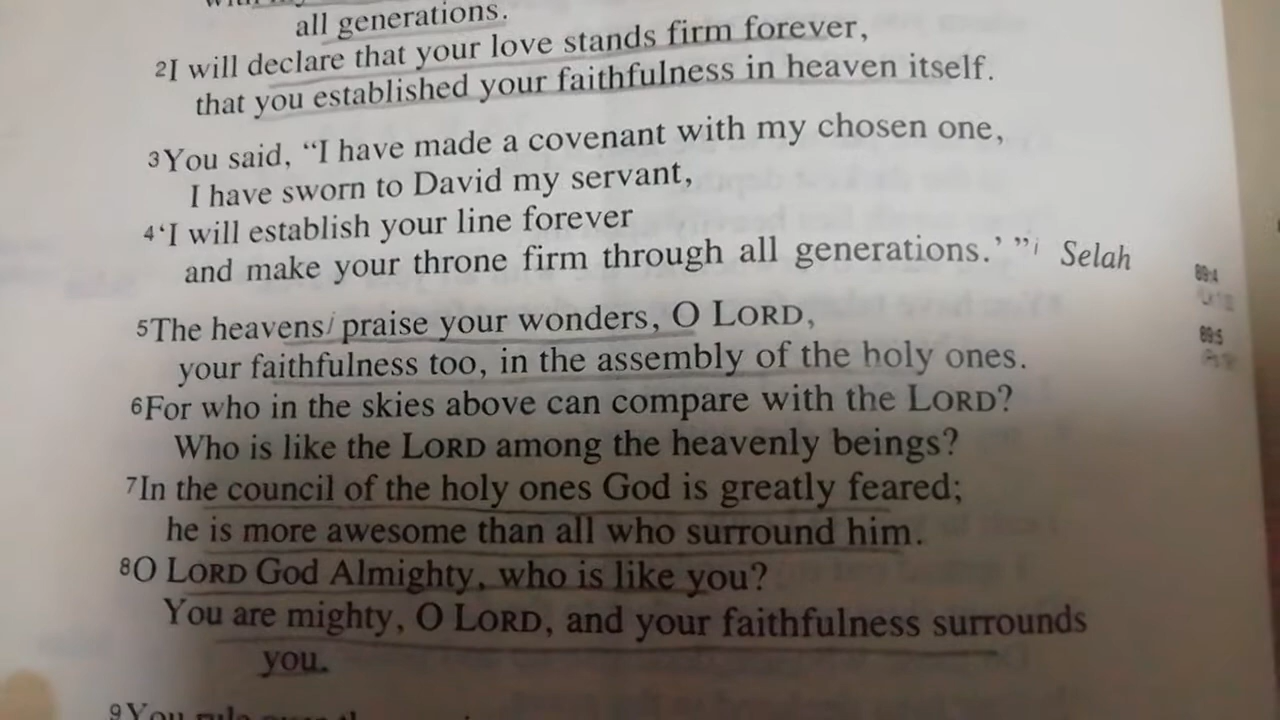 all generations.
2I will declare that your love stands firm forever,
that you established your faithfulness in heaven itself.
3You said, “I have made a covenant with my chosen one,
I have sworn to David my servant,
4‘I will establish your line forever
and make your throne firm through all generations.’ ”i Selah
89:4
5The heavensj praise your wonders, O LORD,
89:5
your faithfulness too, in the assembly of the holy ones.
6For who in the skies above can compare with the LORD?
Who is like the LORD among the heavenly beings?
7In the council of the holy ones God is greatly feared;
he is more awesome than all who surround him.
8O LORD God Almighty, who is like you?
You are mighty, O LORD, and your faithfulness surrounds
you.
9You rule